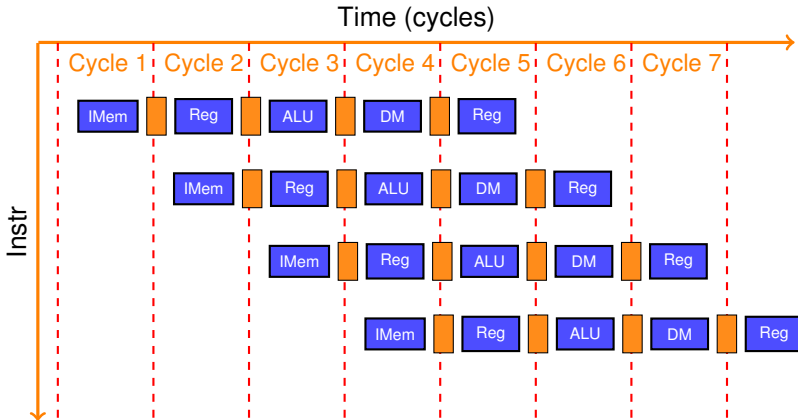 Time (cycles)
Cycle 1 Cycle 2 Cycle 3 Cycle 4 Cycle 5 Cycle 6 Cycle 7
IMem Reg ALU DM Reg
IMem Reg ALU DM Reg
IMem Reg ALU DM Reg
IMem Reg ALU DM Reg
Instr